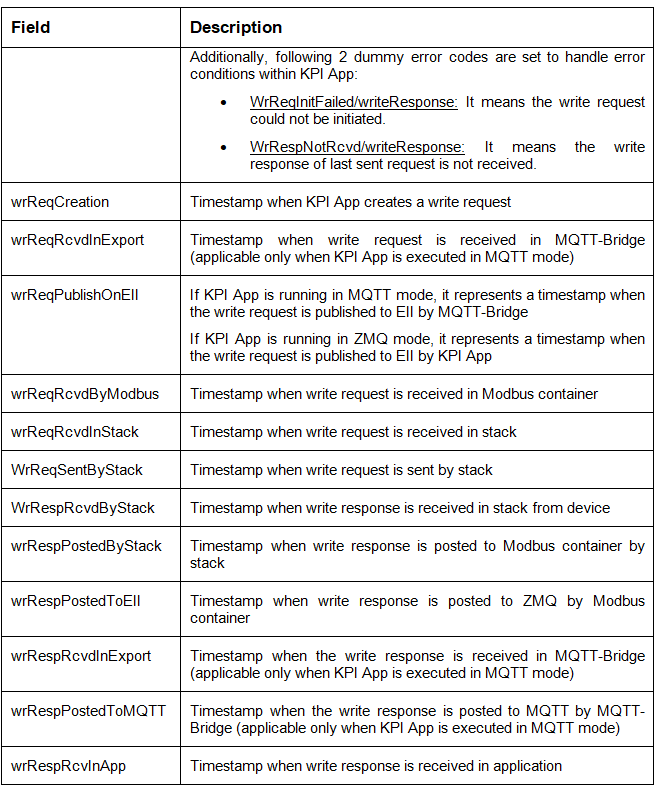 Field Description
Additionally, following 2 dummy error codes are set to handle error
conditions within KPI App:
• WrReqInitFailed/writeResponse: It means the write request
could not be initiated.
• WrRespNotRcvd/writeResponse: It means the write
response of last sent request is not received.
wrReqCreation Timestamp when KPI App creates a write request
wrReqRcvdInExport Timestamp when write request is received in MQTT-Bridge
(applicable only when KPI App is executed in MQTT mode)
wrReqPublishOnEII If KPI App is running in MQTT mode, it represents a timestamp when
the write request is published to EII by MQTT-Bridge
If KPI App is running in ZMQ mode, it represents a timestamp when
the write request is published to EII by KPI App
wrReqRcvdByModbus Timestamp when write request is received in Modbus container
wrReqRcvdInStack Timestamp when write request is received in stack
WrReqSentByStack Timestamp when write request is sent by stack
WrRespRcvdByStack Timestamp when write response is received in stack from device
wrRespPostedByStack Timestamp when write response is posted to Modbus container by
stack
wrRespPostedToEII Timestamp when write response is posted to ZMQ by Modbus
container
wrRespRcvdInExport Timestamp when the write response is received in MQTT-Bridge
(applicable only when KPI App is executed in MQTT mode)
wrRespPostedToMQTT Timestamp when the write response is posted to MQTT by MQTT-
Bridge (applicable only when KPI App is executed in MQTT mode)
wrRespRcvInApp Timestamp when write response is received in application